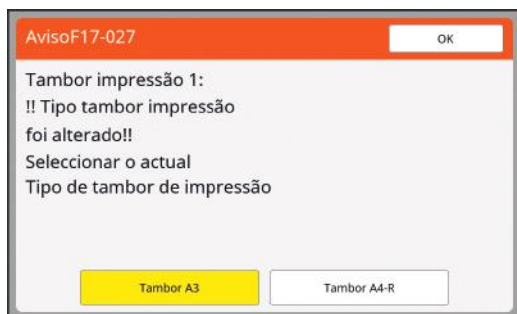 AvisoF17-027
OK
Tambor impressão 1:
!! Tipo tambor impressão
foi alterado!!
Seleccionar o actual
Tipo de tambor de impressão
Tambor A3
Tambor A4-R